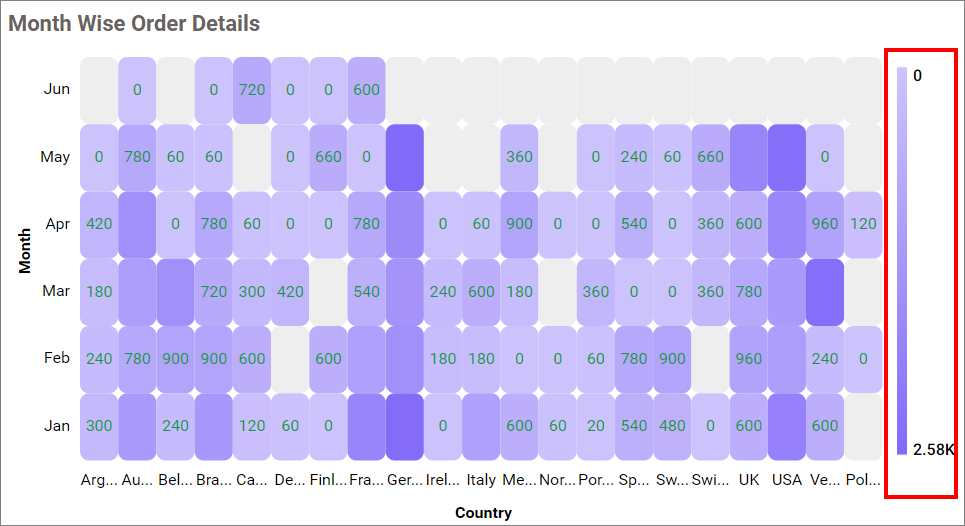 Month Wise Order Details
0
Jun 0 0 720 0 0 600
May 0 780 60 60 0 660 0 360 0 240 60 660 0
Apr 420 0 780 60 0 0 780 0 60 900 0 0 540 0 360 600 960 120
Month
Mar 180 720 300 420 540 240 600 180 360 0 0 360 780
Feb 240 780 900 900 600 600 180 180 0 0 60 780 900 960 240 0
Jan 300 240 120 60 0 0 600 60 20 540 480 0 600 600
2.58K
Arg... Au... Bel... Bra... Ca... De... Finl... Fra... Ger... Irel... Italy Me... Nor... Por... Sp... Sw... Swi... UK USA Ve... Pol...
Country